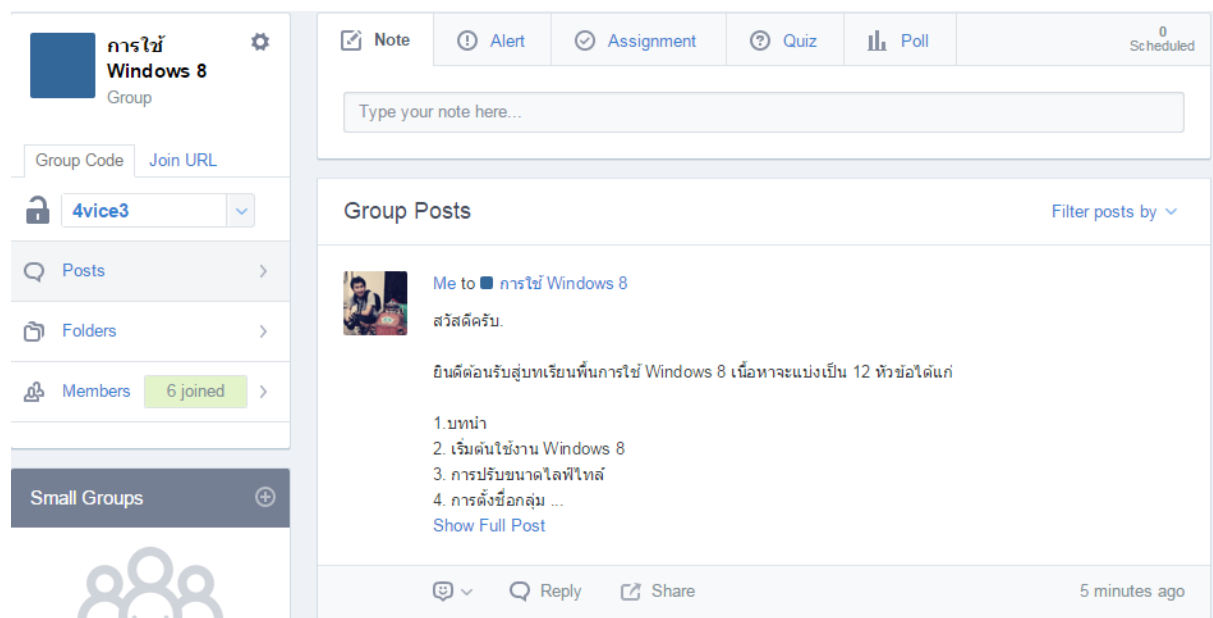 การใช้
Windows 8
Group
Group Code
Join URL
4vice3
Posts
Folders
Members
6 joined
Small Groups
Note
Alert
Assignment
Quiz
Poll
0
Scheduled
Type your note here...
Group Posts
Filter posts by
Me to การใช้ Windows 8
สวัสดีครับ.
ยินดีต้อนรับสู่บทเรียนพื้นการใช้ Windows 8 เนื้อหาจะแบ่งเป็น 12 หัวข้อได้แก่
1.บทนำ
2. เริ่มต้นใช้งาน Windows 8
3. การปรับขนาดไลฟ์ไทล์
4. การตั้งชื่อกลุ่ม ...
Show Full Post
Reply
Share
5 minutes ago